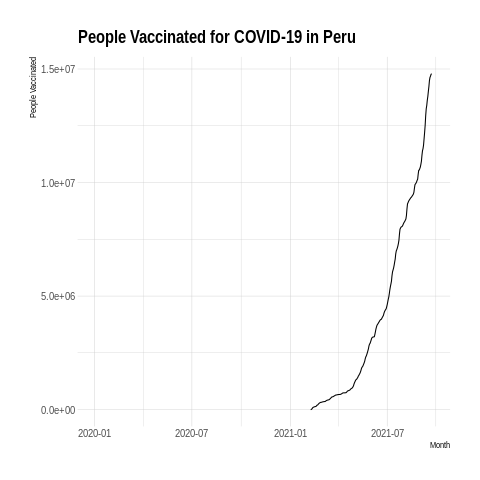 People Vaccinated for COVID-19 in Peru
People Vaccinated
1.5e+07
1.0e+07
5.0e+06
0.0e+00
2020-01 2020-07 2021-01 2021-07
Month